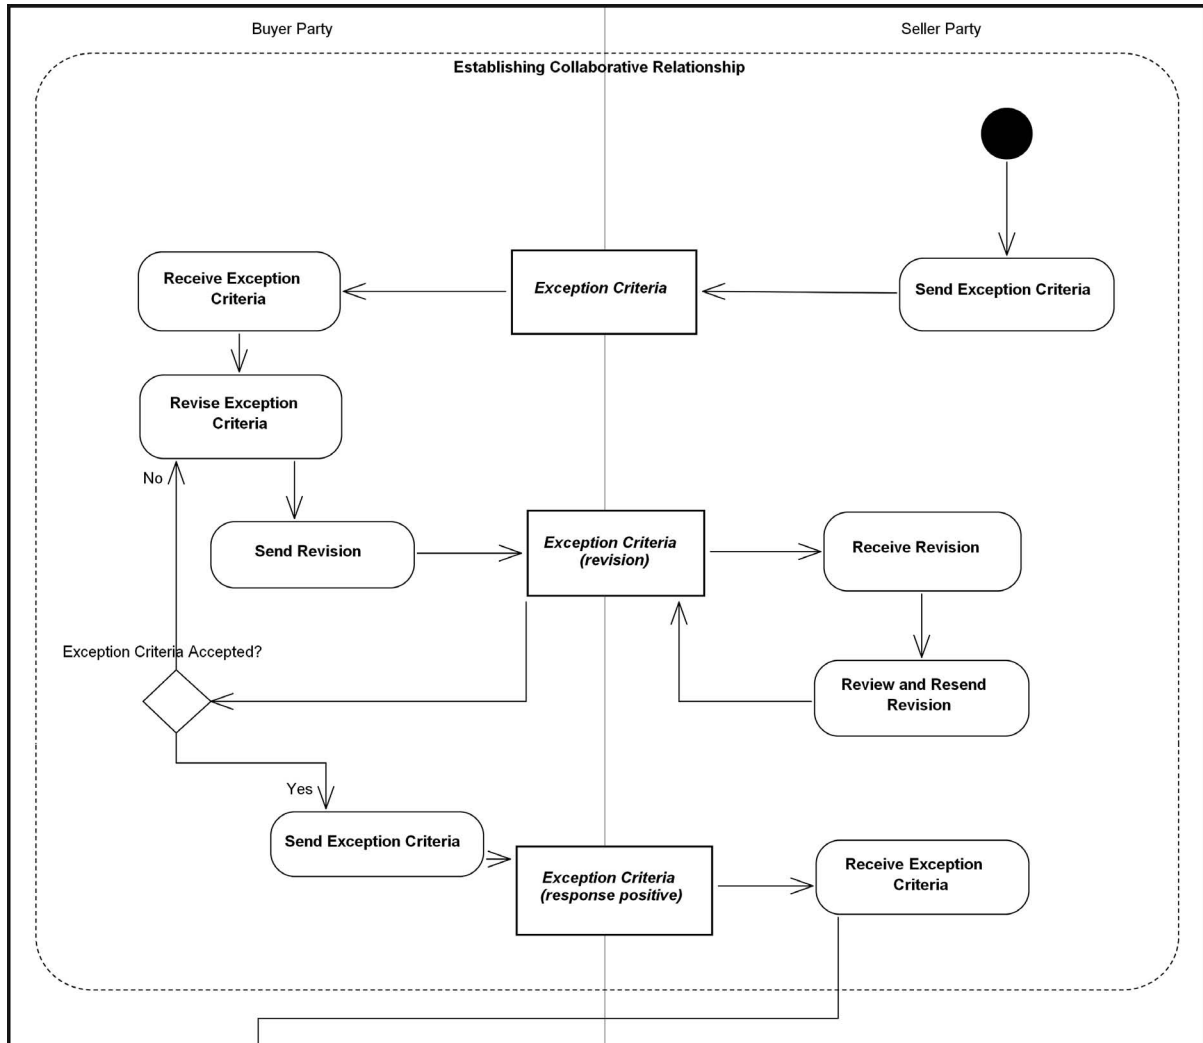 Buyer Party
Seller Party
Establishing Collaborative Relationship
Receive Exception
Criteria
Exception Criteria
Send Exception Criteria
Revise Exception
Criteria
No
Send Revision
Exception Criteria
(revision)
Receive Revision
Exception Criteria Accepted?
Review and Resend
Revision
Yes
Send Exception Criteria
Exception Criteria
(response positive)
Receive Exception
Criteria